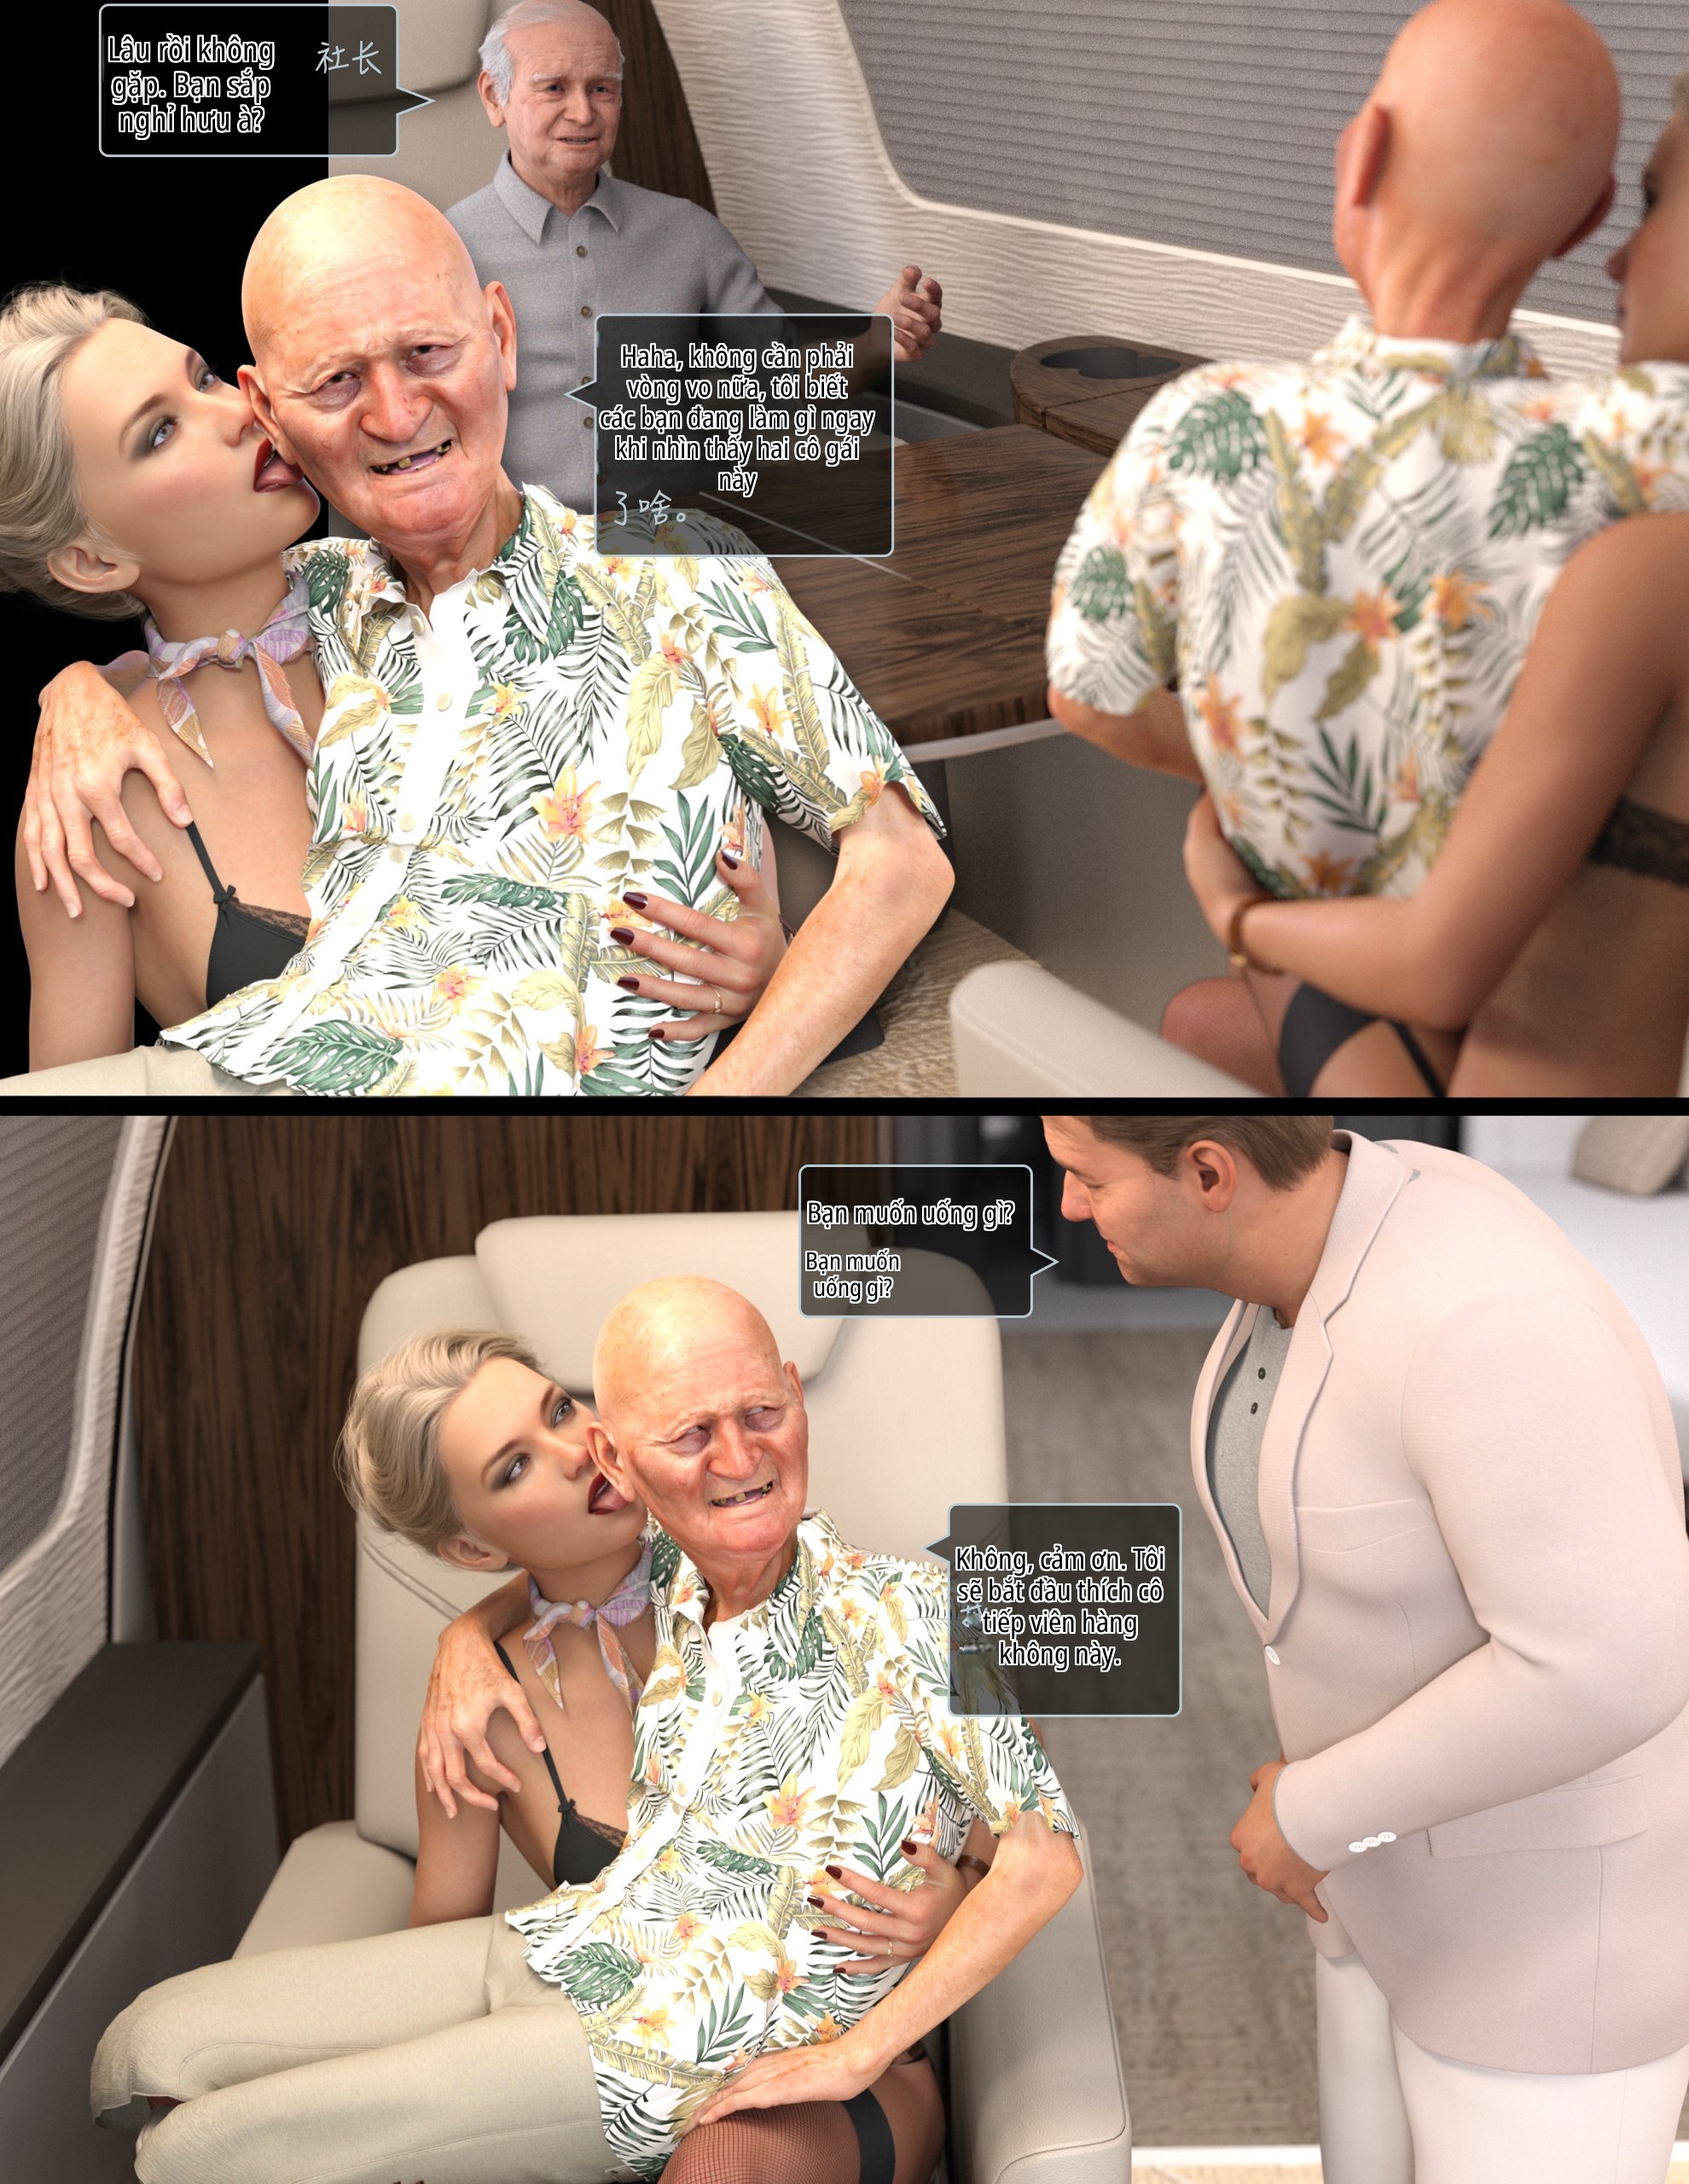 Lâu rồi không
gặp. Bạn sắp
nghỉ hưu à?
社长
Haha, không cần phải
vòng vo nữa, tôi biết
các bạn đang làm gì ngay
khi nhìn thấy hai cô gái
này
了啥。
Bạn muốn uống gì?
Bạn muốn
uống gì?
Không, cảm ơn. Tôi
sẽ bắt đầu thích cô
tiếp viên hàng
không này.